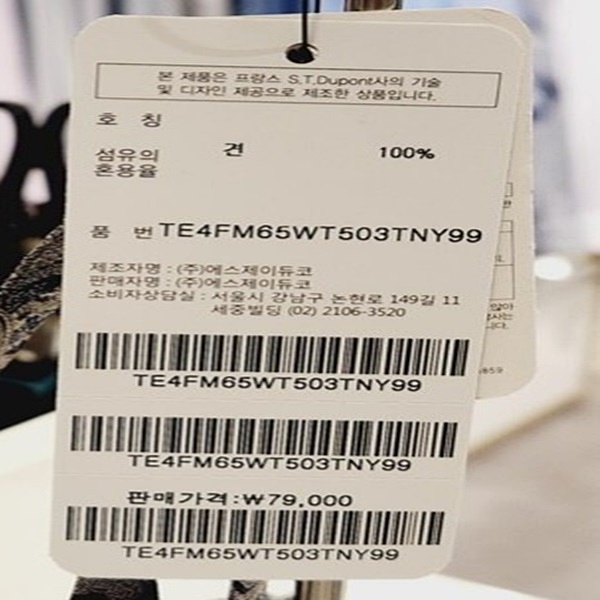 본 제품은 프랑스 S.T.Dupont사의 기술
및 디자인 제공으로 제조한 상품입니다.
호 칭
섬유의 견 100%
혼용율
품 번 TE4FM65WT503TNY99
제조자명 : (주)에스제이듀코
판매자명 : (주)에스제이듀코
소비자상담실 : 서울시 강남구 논현로 149길 11
세중빌딩 (02) 2106-3520
TE4FM65WT503TNY99
TE4FM65WT503TNY99
판매가격:₩79,000
TE4FM65WT503TNY99